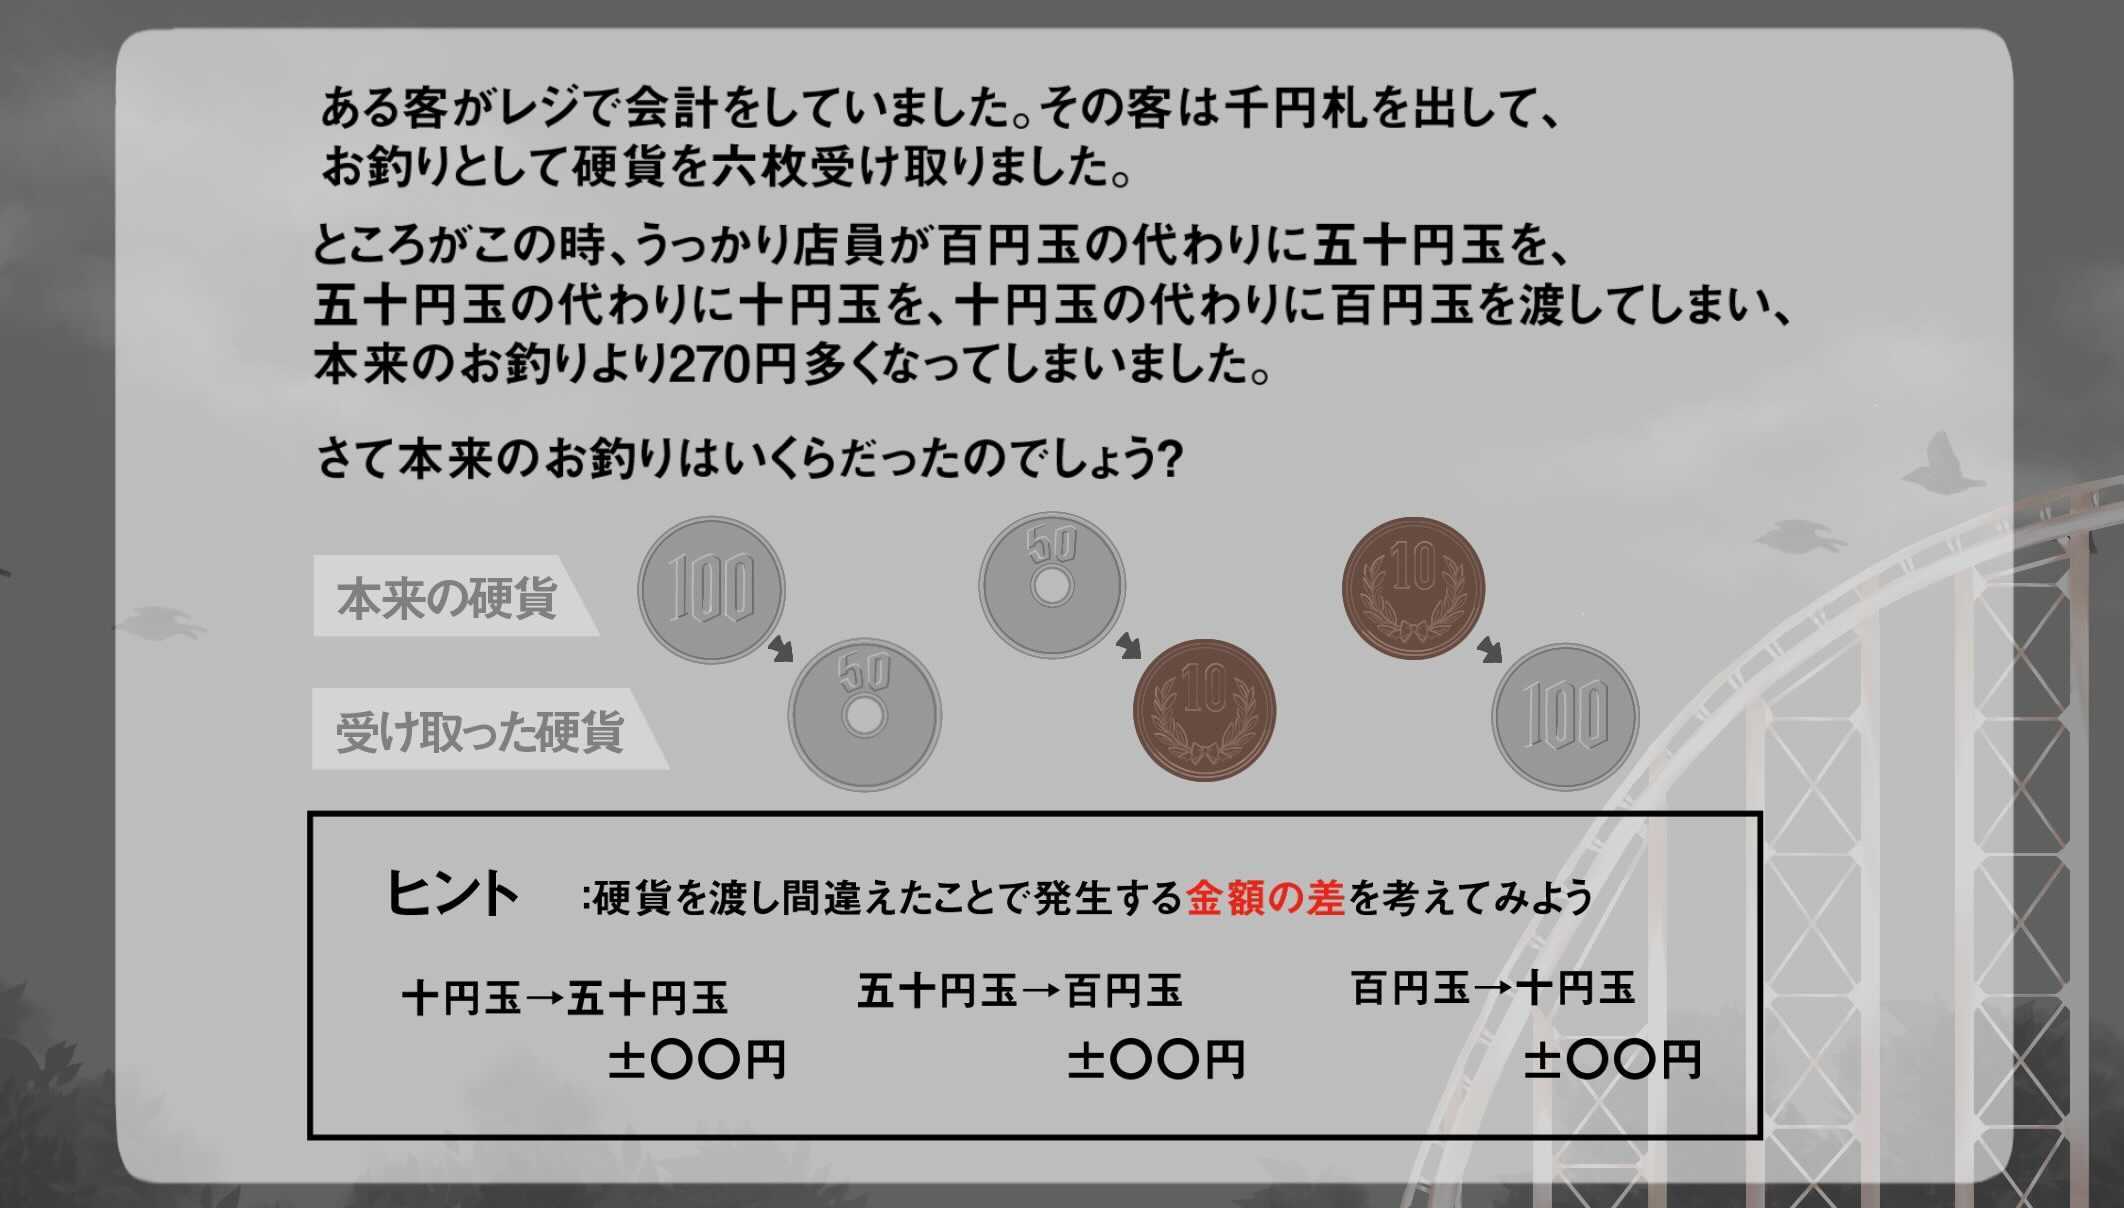 ある客がレジで会計をしていました。その客は千円札を出して、
お釣りとして硬貨を六枚受け取りました。
ところがこの時、うっかり店員が百円玉の代わりに五十円玉を、
五十円玉の代わりに十円玉を、十円玉の代わりに百円玉を渡してしまい、
本来のお釣りより270円多くなってしまいました。
さて本来のお釣りはいくらだったのでしょう?
本来の硬貨
100
50
10
受け取った硬貨
50
10
100
ヒント :硬貨を渡し間違えたことで発生する金額の差を考えてみよう
十円玉→五十円玉 五十円玉→百円玉 百円玉→十円玉
±〇〇円 ±〇〇円 ±〇〇円